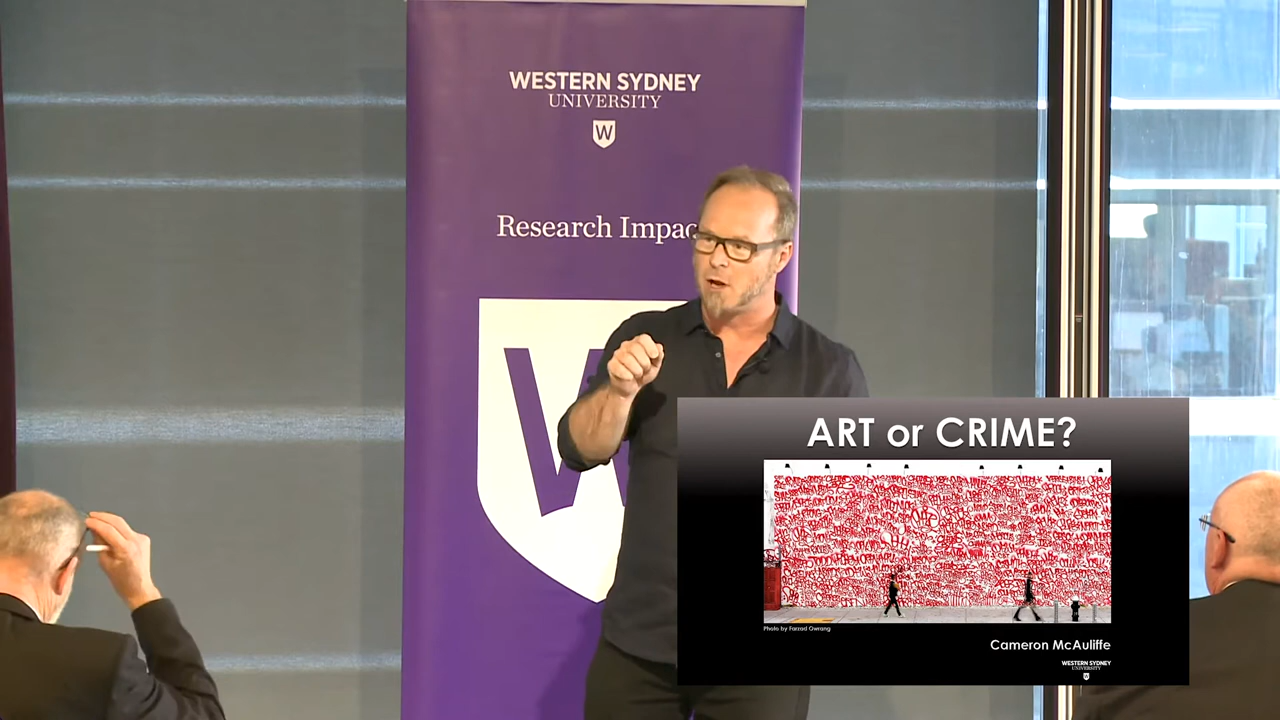 WESTERN SYDNEY
UNIVERSITY
W
Research Impac
W
ART or CRIME?
Photo by Farzad Owrang
Cameron McAuliffe
WESTERN SYDNEY
UNIVERSITY
W